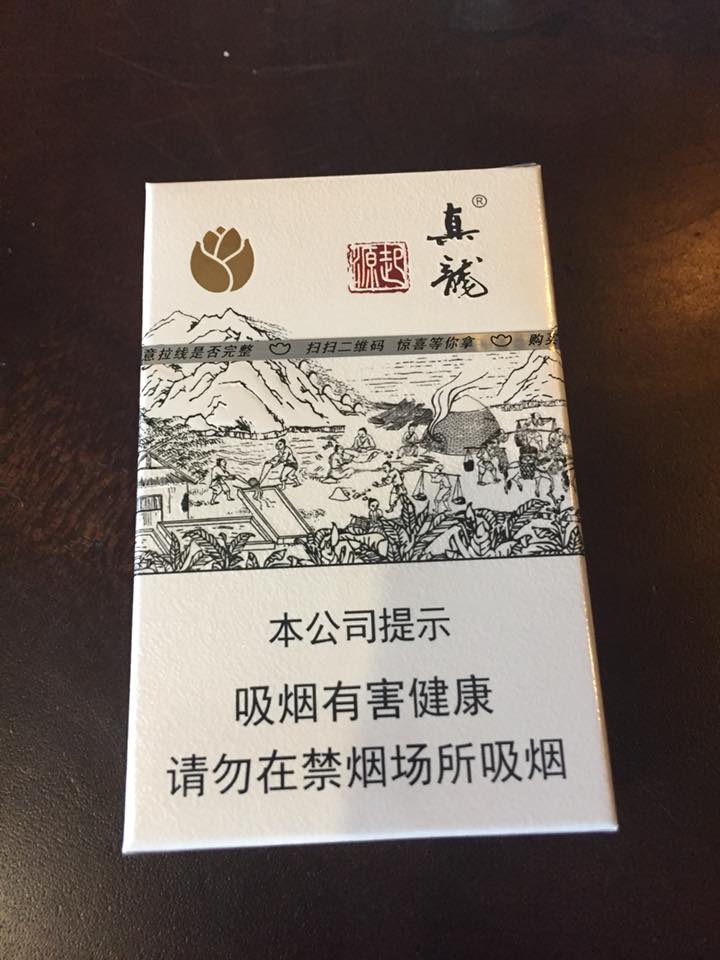 真龙®
起源
意拉线是否完整 扫扫二维码 惊喜等你拿 购买
本公司提示
吸烟有害健康
请勿在禁烟场所吸烟